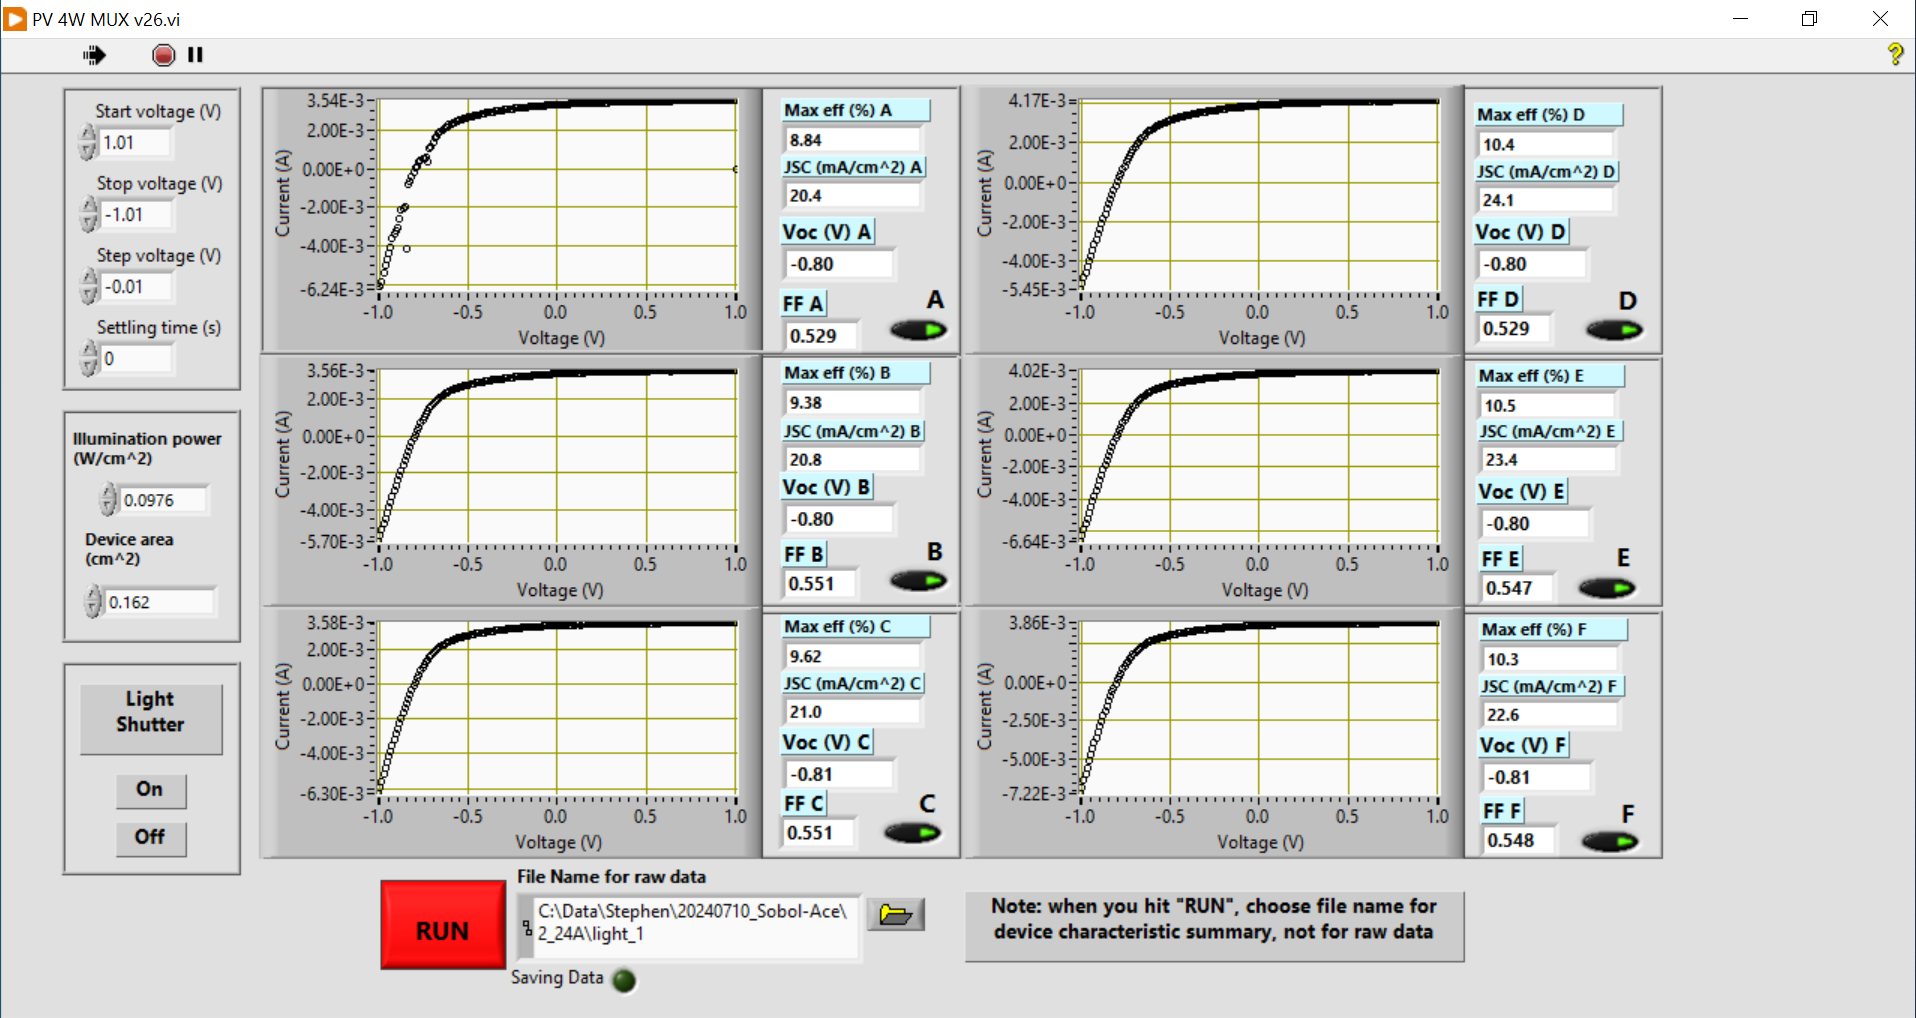 PV 4W MUX v26.vi
Start voltage (V)
1.01
Stop voltage (V)
-1.01
Step voltage (V)
-0.01
Settling time (s)
0
Illumination power
(W/cm^2)
0.0976
Device area
(cm^2)
0.162
Light
Shutter
On
Off
Current (A)
3.54E-3
2.00E-3
0.00E+0
-2.00E-3
-4.00E-3
-6.24E-3
-1.0 -0.5 0.0 0.5 1.0
Voltage (V)
Max eff (%) A
8.84
JSC (mA/cm^2) A
20.4
Voc (V) A
-0.80
FF A
0.529
A
Current (A)
4.17E-3
2.00E-3
0.00E+0
-2.00E-3
-4.00E-3
-5.45E-3
-1.0 -0.5 0.0 0.5 1.0
Voltage (V)
Max eff (%) D
10.4
JSC (mA/cm^2) D
24.1
Voc (V) D
-0.80
FF D
0.529
D
Current (A)
3.56E-3
2.00E-3
0.00E+0
-2.00E-3
-4.00E-3
-5.70E-3
-1.0 -0.5 0.0 0.5 1.0
Voltage (V)
Max eff (%) B
9.38
JSC (mA/cm^2) B
20.8
Voc (V) B
-0.80
FF B
0.551
B
Current (A)
4.02E-3
2.00E-3
0.00E+0
-2.00E-3
-4.00E-3
-6.64E-3
-1.0 -0.5 0.0 0.5 1.0
Voltage (V)
Max eff (%) E
10.5
JSC (mA/cm^2) E
23.4
Voc (V) E
-0.80
FF E
0.547
E
Current (A)
3.58E-3
2.00E-3
0.00E+0
-2.00E-3
-4.00E-3
-6.30E-3
-1.0 -0.5 0.0 0.5 1.0
Voltage (V)
Max eff (%) C
9.62
JSC (mA/cm^2) C
21.0
Voc (V) C
-0.81
FF C
0.551
C
Current (A)
3.86E-3
0.00E+0
-2.50E-3
-5.00E-3
-7.22E-3
-1.0 -0.5 0.0 0.5 1.0
Voltage (V)
Max eff (%) F
10.3
JSC (mA/cm^2) F
22.6
Voc (V) F
-0.81
FF F
0.548
F
RUN
File Name for raw data
C:\Data\Stephen\20240710_Sobol-Ace\
2_24A\light_1
Saving Data
Note: when you hit "RUN", choose file name for
device characteristic summary, not for raw data